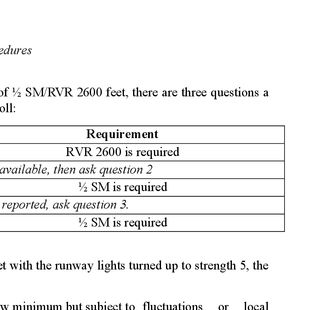 edures
of ½ SM/RVR 2600 feet, there are three questions a
oll:
Requirement
RVR 2600 is required
available, then ask question 2
½ SM is required
reported, ask question 3.
½ SM is required
et with the runway lights turned up to strength 5, the
w minimum but subject to fluctuations or local